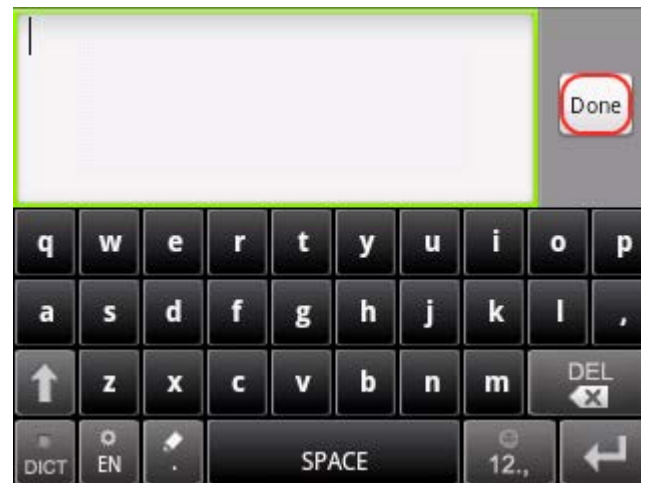 Done
q w e r t y u i o p
a s d f g h j k l ,
z x c v b n m DEL
DICT EN . SPACE 12.,